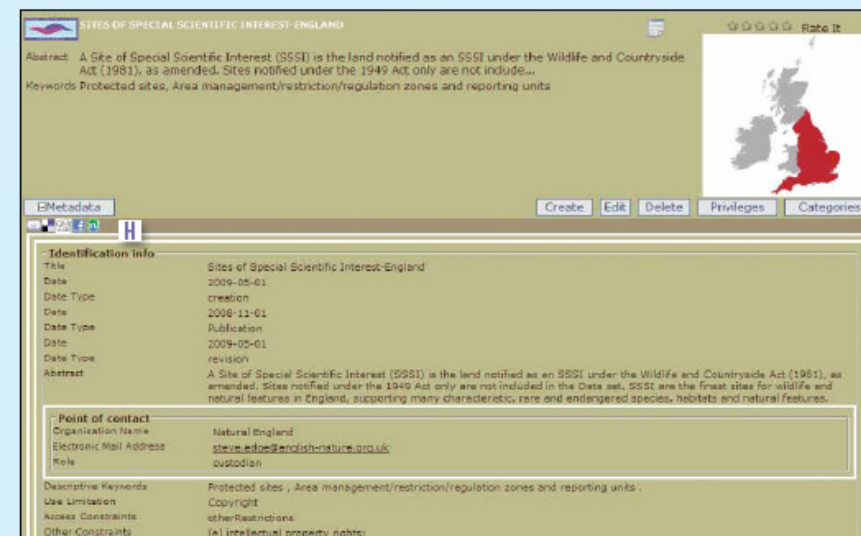 SITES OF SPECIAL SCIENTIFIC INTEREST-ENGLAND
Rate It
Abstract A Site of Special Scientific Interest (SSSI) is the land notified as an SSSI under the Wildlife and Countryside
Act (1981), as amended. Sites notified under the 1949 Act only are not include...
Keywords Protected sites, Area management/restriction/regulation zones and reporting units
Metadata
Create Edit Delete Privileges Categories
H
Identification info
Title Sites of Special Scientific Interest-England
Date 2009-05-01
Date Type creation
Date 2008-11-01
Date Type Publication
Date 2009-05-01
Date Type revision
Abstract A Site of Special Scientific Interest (SSSI) is the land notified as an SSSI under the Wildlife and Countryside Act (1981), as
amended. Sites notified under the 1949 Act only are not included in the Data set. SSSI are the finest sites for wildlife and
natural features in England, supporting many characteristic, rare and endangered species, habitats and natural features.
Point of contact
Organisation Name Natural England
Electronic Mail Address steve.edge@english-nature.org.uk
Role custodian
Descriptive Keywords Protected sites , Area management/restriction/regulation zones and reporting units .
Use Limitation Copyright
Access Constraints otherRestrictions
Other Constraints (e) intellectual property rights;